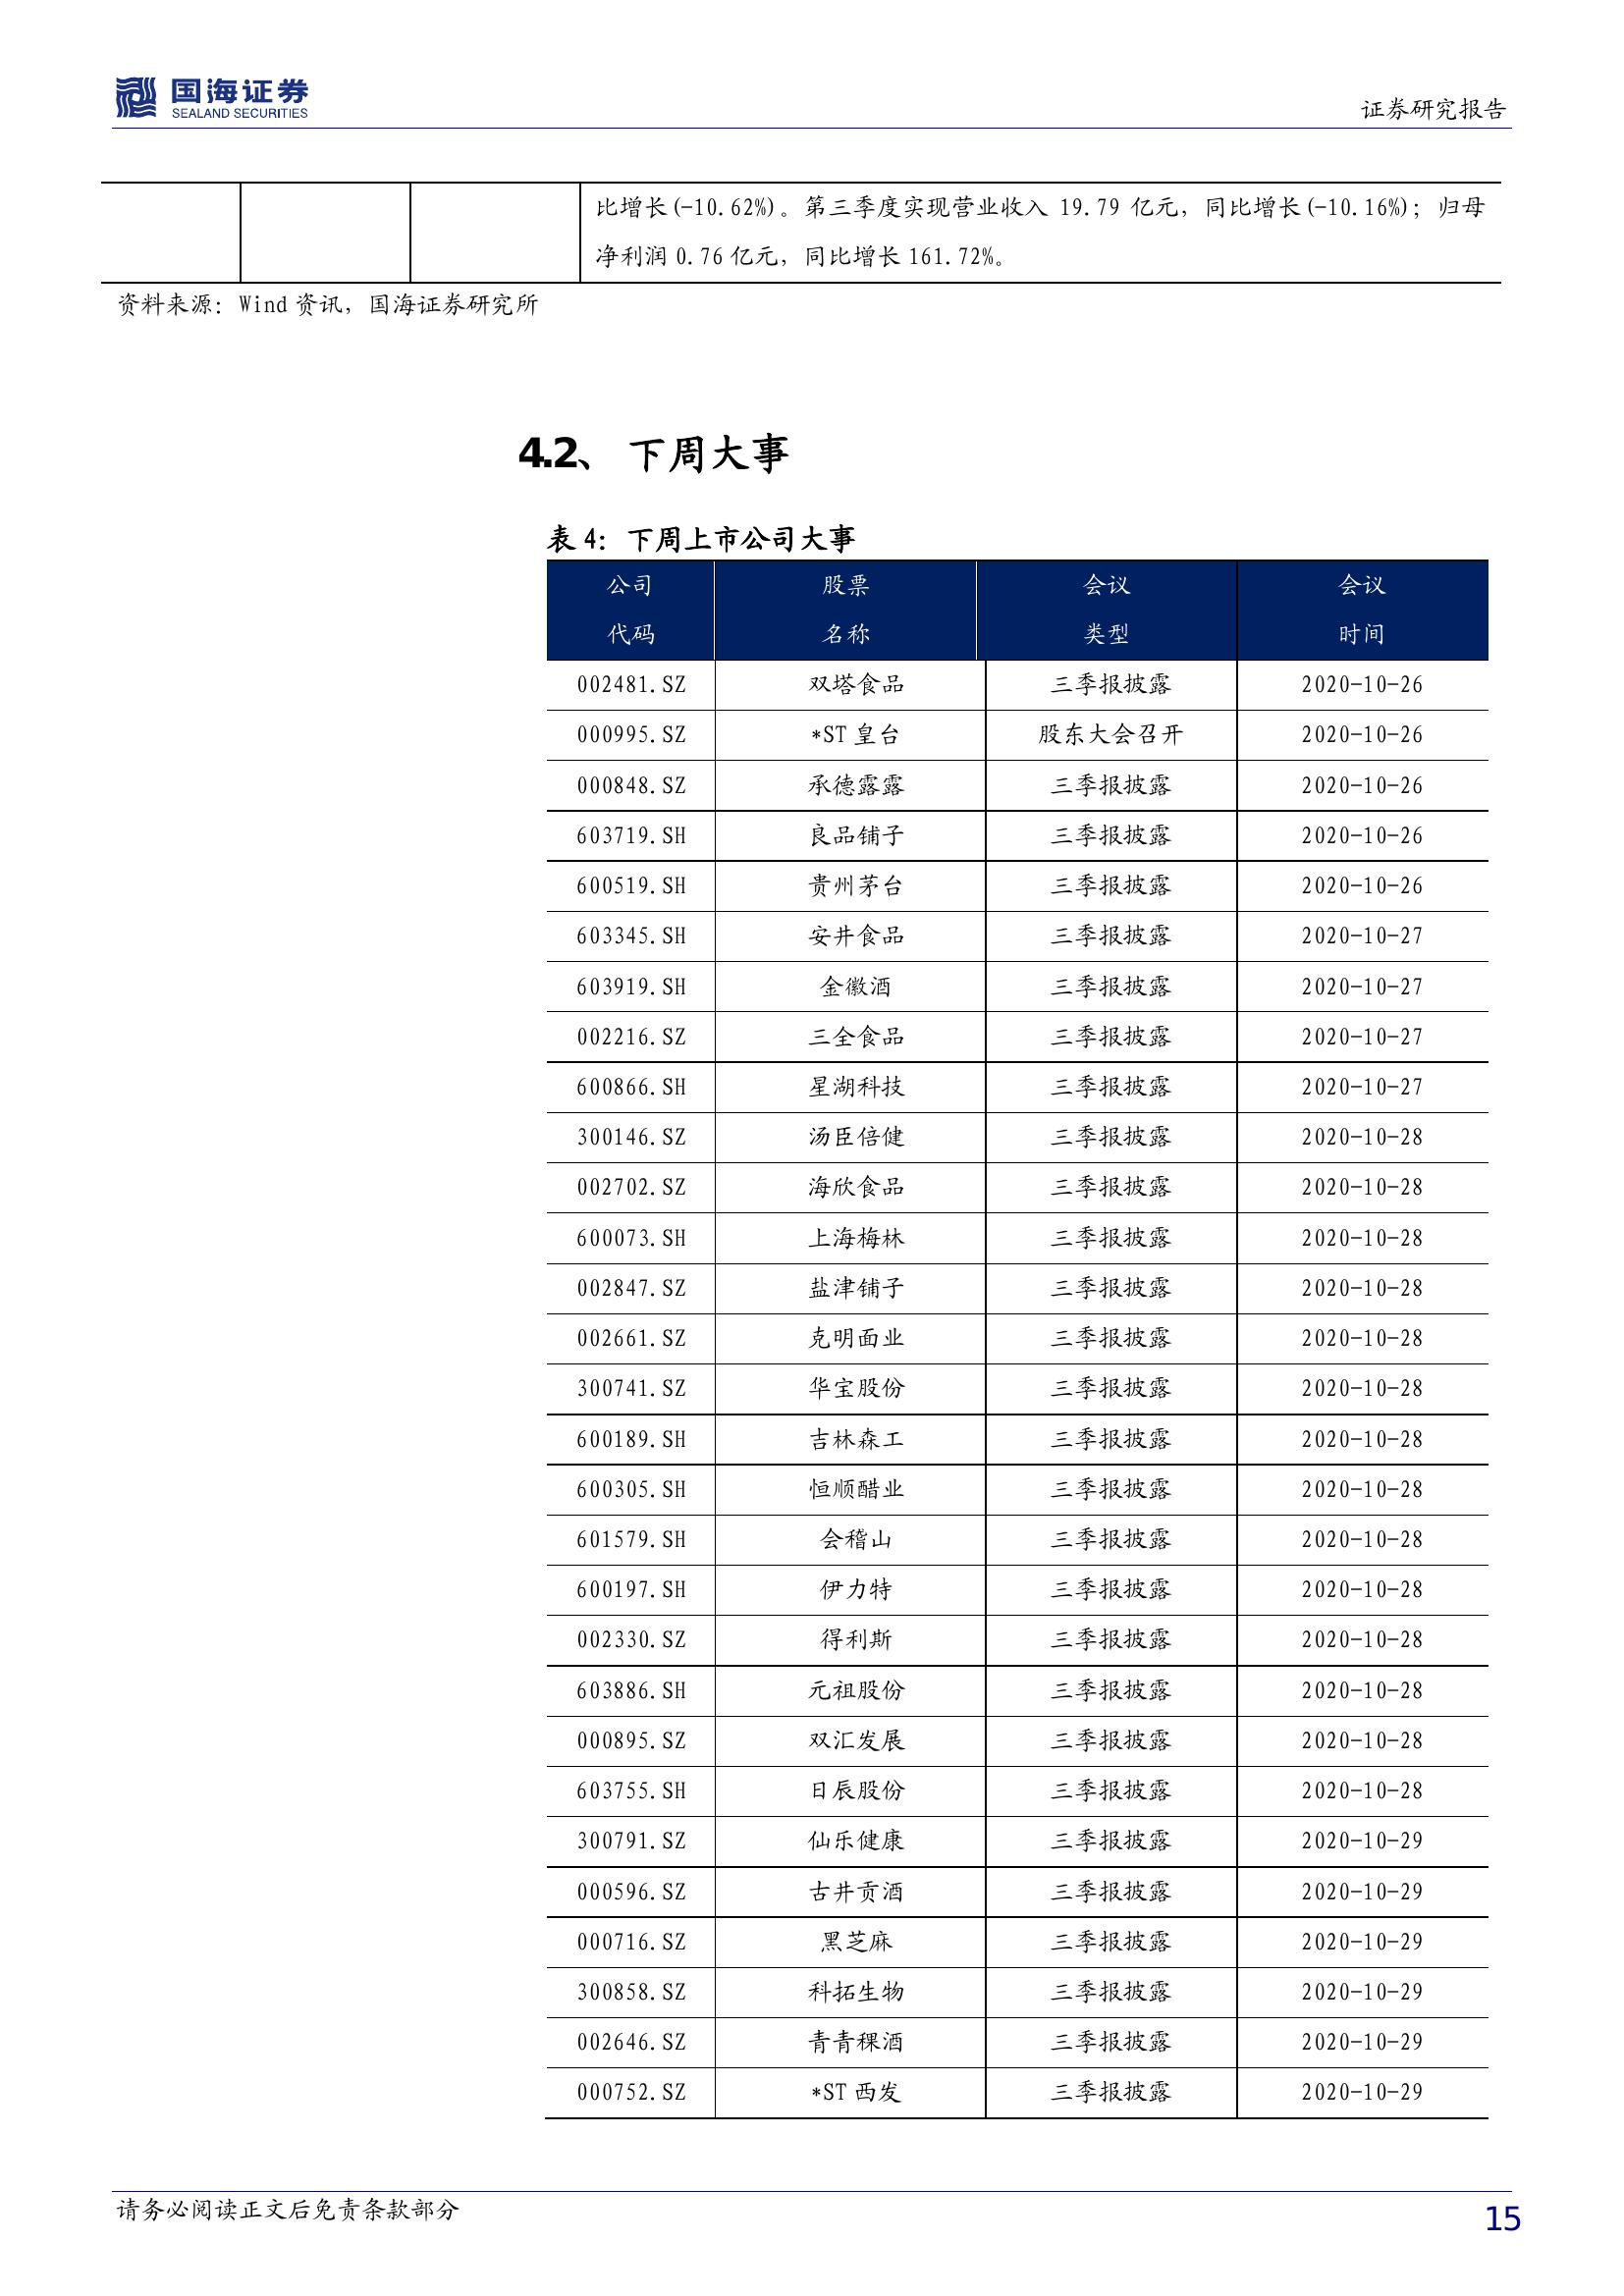 国海证券
SEALAND SECURITIES
证券研究报告
比增长(-10.62%)。第三季度实现营业收入 19.79 亿元，同比增长(-10.16%)；归母
净利润 0.76 亿元，同比增长 161.72%。
资料来源：Wind 资讯，国海证券研究所
4.2、 下周大事
表 4：下周上市公司大事
公司 股票 会议 会议
代码 名称 类型 时间
002481.SZ 双塔食品 三季报披露 2020-10-26
000995.SZ *ST 皇台 股东大会召开 2020-10-26
000848.SZ 承德露露 三季报披露 2020-10-26
603719.SH 良品铺子 三季报披露 2020-10-26
600519.SH 贵州茅台 三季报披露 2020-10-26
603345.SH 安井食品 三季报披露 2020-10-27
603919.SH 金徽酒 三季报披露 2020-10-27
002216.SZ 三全食品 三季报披露 2020-10-27
600866.SH 星湖科技 三季报披露 2020-10-27
300146.SZ 汤臣倍健 三季报披露 2020-10-28
002702.SZ 海欣食品 三季报披露 2020-10-28
600073.SH 上海梅林 三季报披露 2020-10-28
002847.SZ 盐津铺子 三季报披露 2020-10-28
002661.SZ 克明面业 三季报披露 2020-10-28
300741.SZ 华宝股份 三季报披露 2020-10-28
600189.SH 吉林森工 三季报披露 2020-10-28
600305.SH 恒顺醋业 三季报披露 2020-10-28
601579.SH 会稽山 三季报披露 2020-10-28
600197.SH 伊力特 三季报披露 2020-10-28
002330.SZ 得利斯 三季报披露 2020-10-28
603886.SH 元祖股份 三季报披露 2020-10-28
000895.SZ 双汇发展 三季报披露 2020-10-28
603755.SH 日辰股份 三季报披露 2020-10-28
300791.SZ 仙乐健康 三季报披露 2020-10-29
000596.SZ 古井贡酒 三季报披露 2020-10-29
000716.SZ 黑芝麻 三季报披露 2020-10-29
300858.SZ 科拓生物 三季报披露 2020-10-29
002646.SZ 青青稞酒 三季报披露 2020-10-29
000752.SZ *ST 西发 三季报披露 2020-10-29
请务必阅读正文后免责条款部分
15